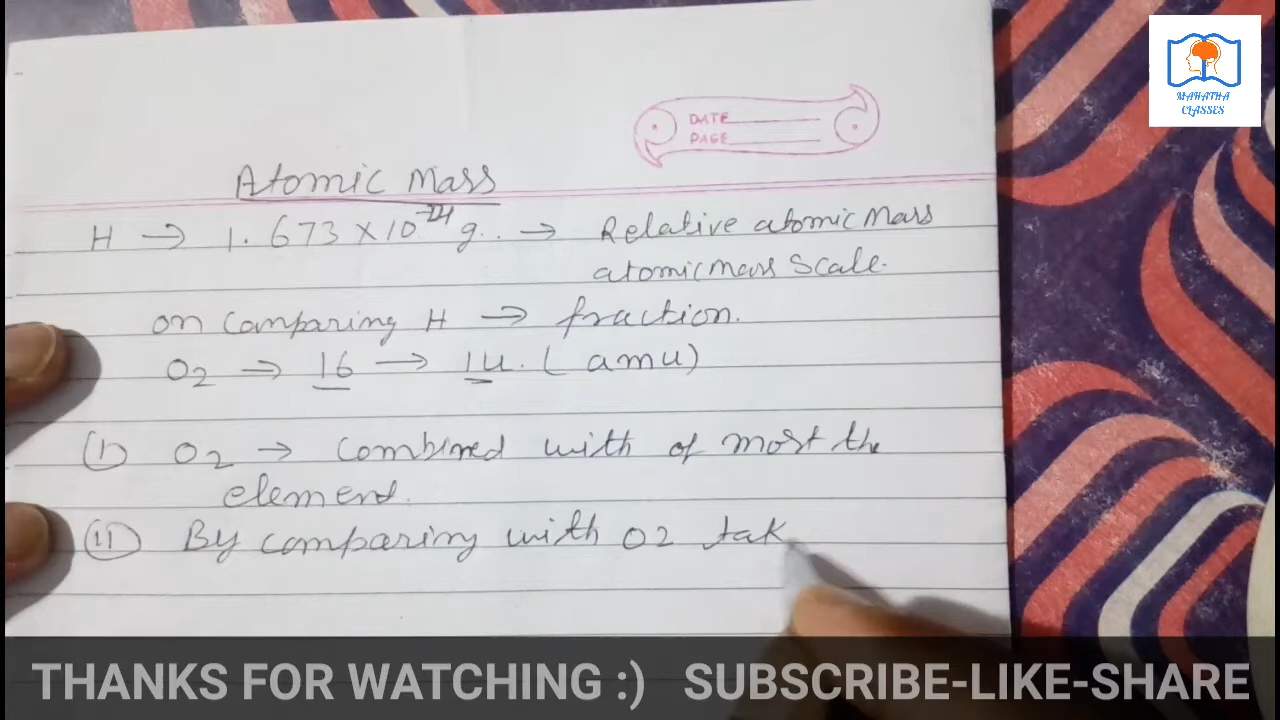 MAHATHA
CLASSES
DATE
PAGE
Atomic Mass
H → 1.673 x 10⁻²⁴ g. → Relative atomic Mass
atomic mass Scale.
on comparing H → fraction.
O₂ → 16 → 1u. (amu)
(i) O₂ → Combined with of most the
element.
(ii) By comparing with O2 tak
THANKS FOR WATCHING :) SUBSCRIBE-LIKE-SHARE